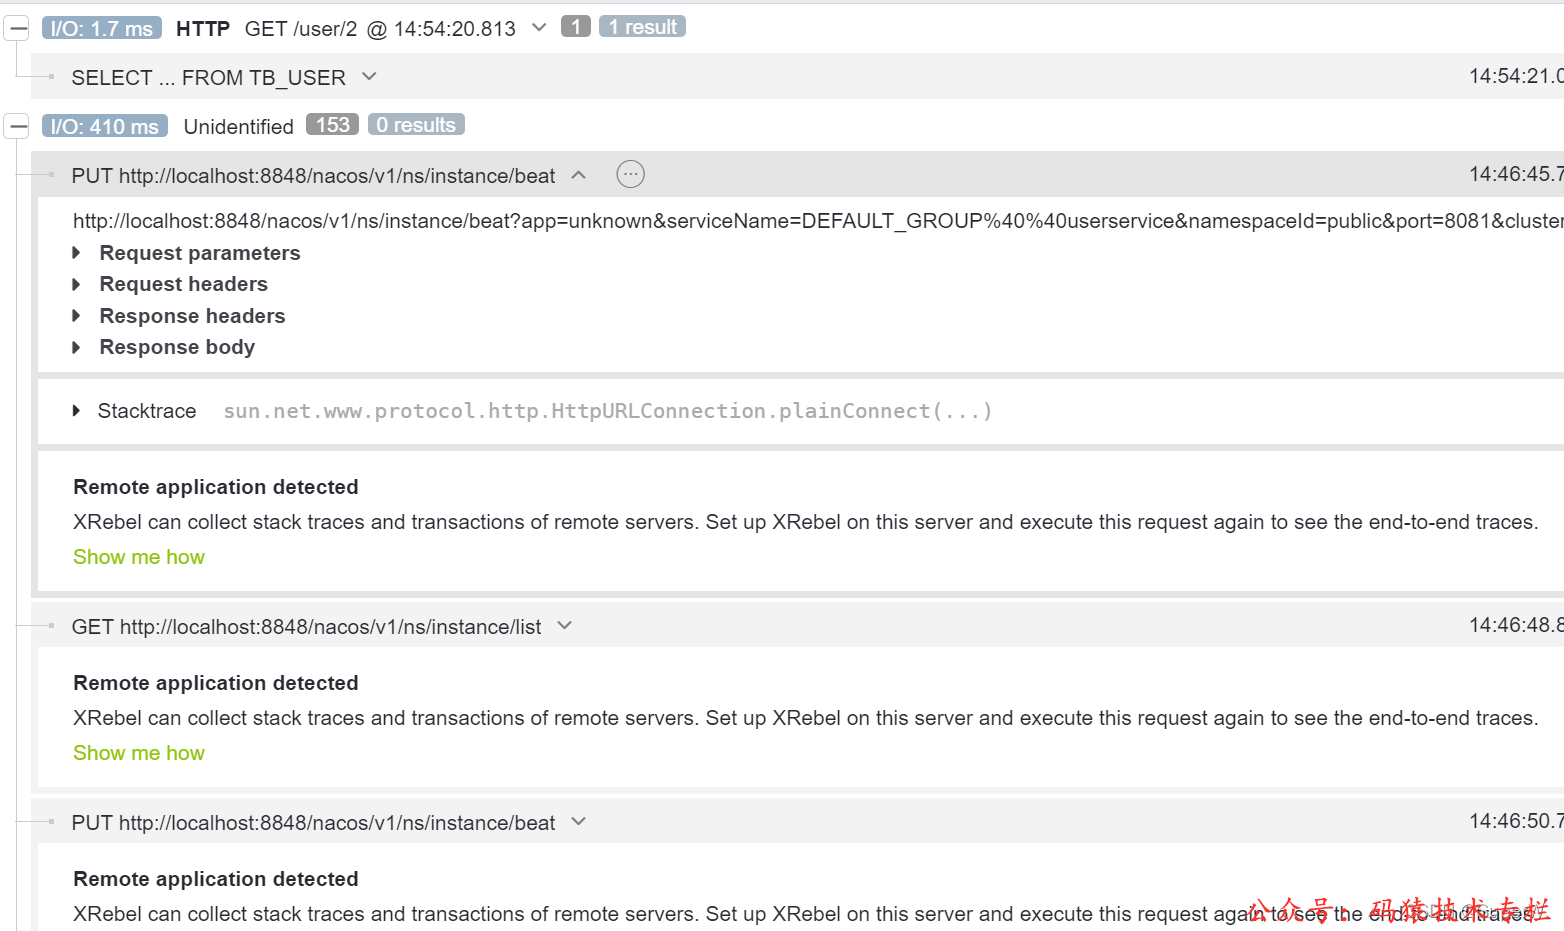 I/O: 1.7 ms HTTP GET /user/2 @ 14:54:20.813 1 1 result
SELECT ... FROM TB_USER 14:54:21.0
I/O: 410 ms Unidentified 153 0 results
PUT http://localhost:8848/nacos/v1/ns/instance/beat 14:46:45.7
http://localhost:8848/nacos/v1/ns/instance/beat?app=unknown&serviceName=DEFAULT_GROUP%40%40userservice&namespaceId=public&port=8081&cluster
Request parameters
Request headers
Response headers
Response body
Stacktrace sun.net.www.protocol.http.HttpURLConnection.plainConnect(...)
Remote application detected
XRebel can collect stack traces and transactions of remote servers. Set up XRebel on this server and execute this request again to see the end-to-end traces.
Show me how
GET http://localhost:8848/nacos/v1/ns/instance/list 14:46:48.8
Remote application detected
XRebel can collect stack traces and transactions of remote servers. Set up XRebel on this server and execute this request again to see the end-to-end traces.
Show me how
PUT http://localhost:8848/nacos/v1/ns/instance/beat 14:46:50.7
Remote application detected
XRebel can collect stack traces and transactions of remote servers. Set up XRebel on this server and execute this request again to see the end-to-end traces.
公众号：码猿技术专栏